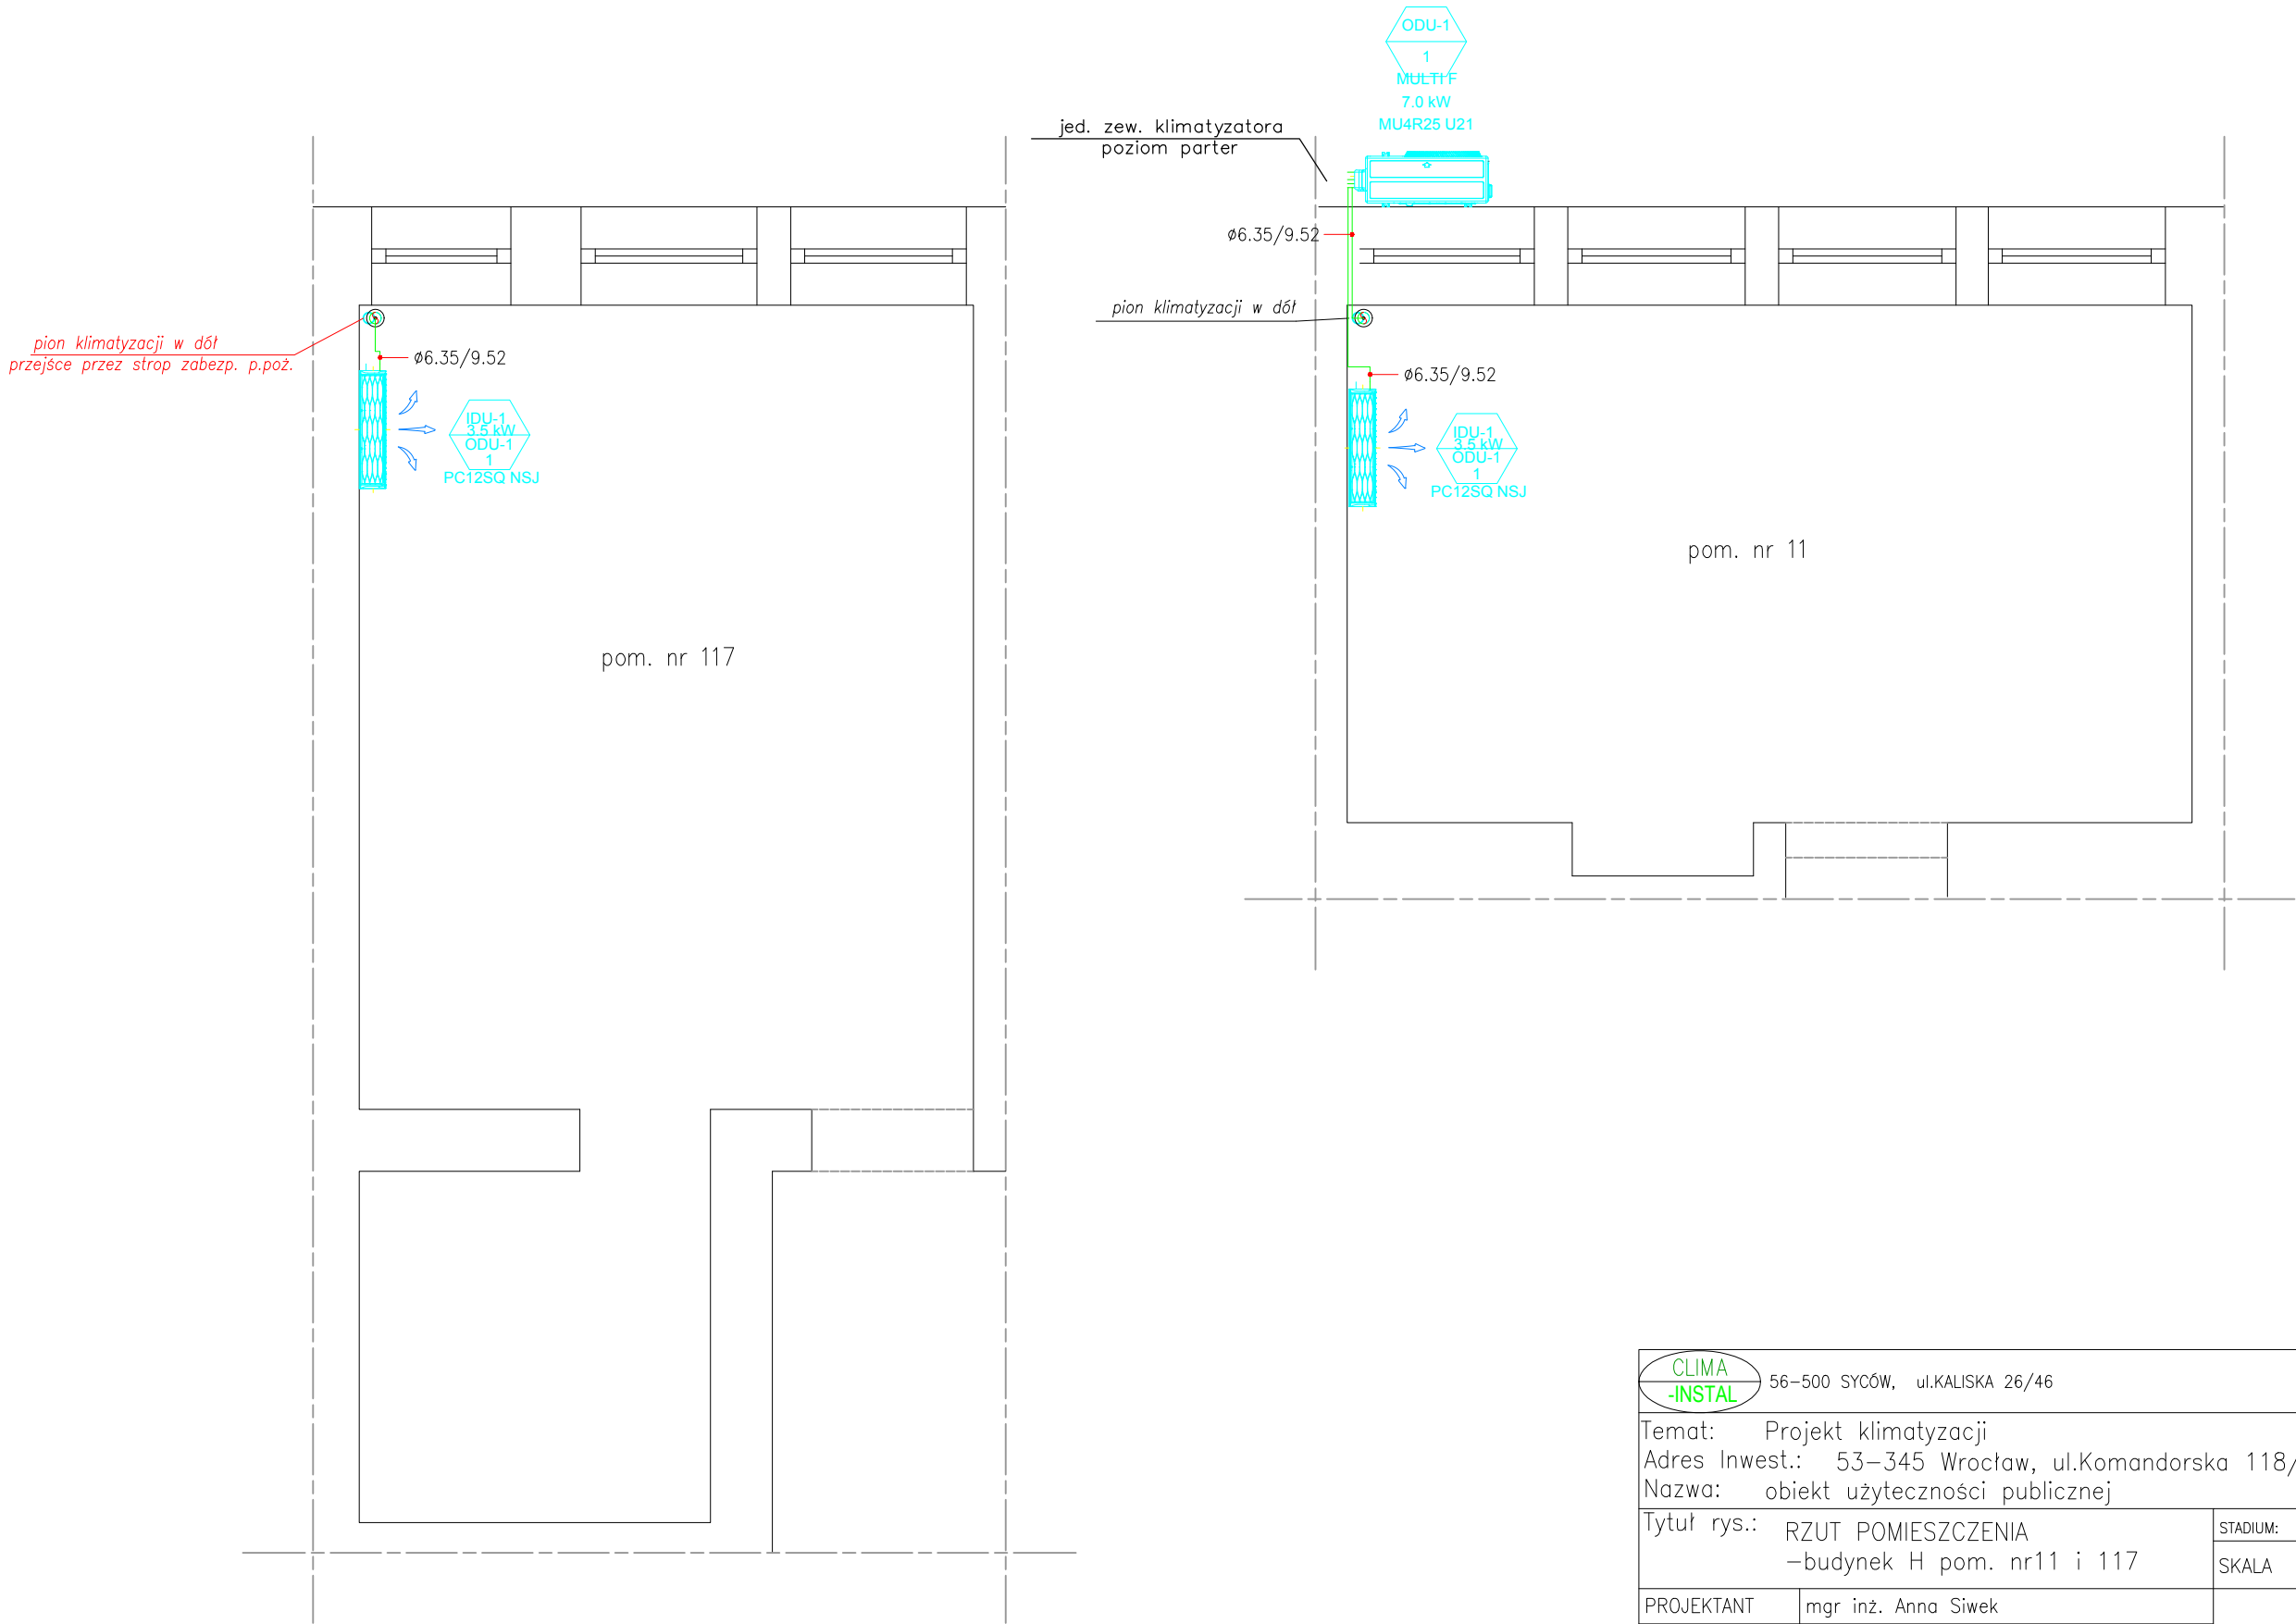 ODU-1
1
MULTI F
7.0 kW
MU4R25 U21
jed. zew. klimatyzatora
poziom parter
ø6.35/9.52
pion klimatyzacji w dół
ø6.35/9.52
IDU-1
3.5 kW
ODU-1
1
PC12SQ NSJ
pom. nr 11
pion klimatyzacji w dół
przejśce przez strop zabezp. p.poż.
ø6.35/9.52
IDU-1
3.5 kW
ODU-1
1
PC12SQ NSJ
pom. nr 117
CLIMA
-INSTAL
56-500 SYCÓW, ul.KALISKA 26/46
Temat: Projekt klimatyzacji
Adres Inwest.: 53-345 Wrocław, ul.Komandorska 118/
Nazwa: obiekt użyteczności publicznej
Tytuł rys.: RZUT POMIESZCZENIA
-budynek H pom. nr11 i 117
STADIUM:
SKALA
PROJEKTANT mgr inż. Anna Siwek